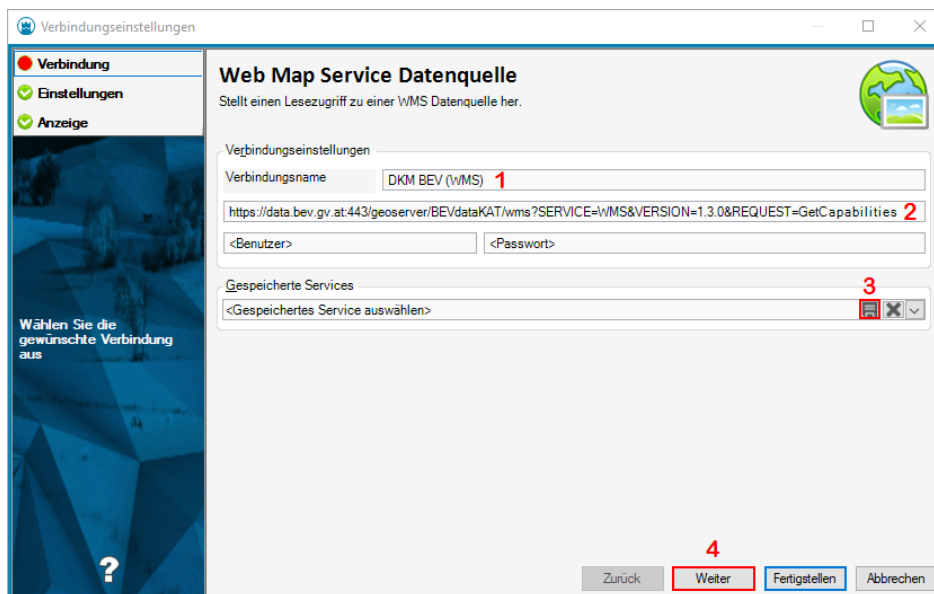 Verbindungseinstellungen
Verbindung
Einstellungen
Anzeige
Wählen Sie die
gewünschte Verbindung
aus
?
Web Map Service Datenquelle
Stellt einen Lesezugriff zu einer WMS Datenquelle her.
Verbindungseinstellungen
Verbindungsname DKM BEV (WMS) 1
https://data.bev.gv.at:443/geoserver/BEVdataKAT/wms?SERVICE=WMS&VERSION=1.3.0&REQUEST=GetCapabilities 2
<Benutzer> <Passwort>
Gespeicherte Services 3
<Gespeichertes Service auswählen>
4
Zurück Weiter Fertigstellen Abbrechen